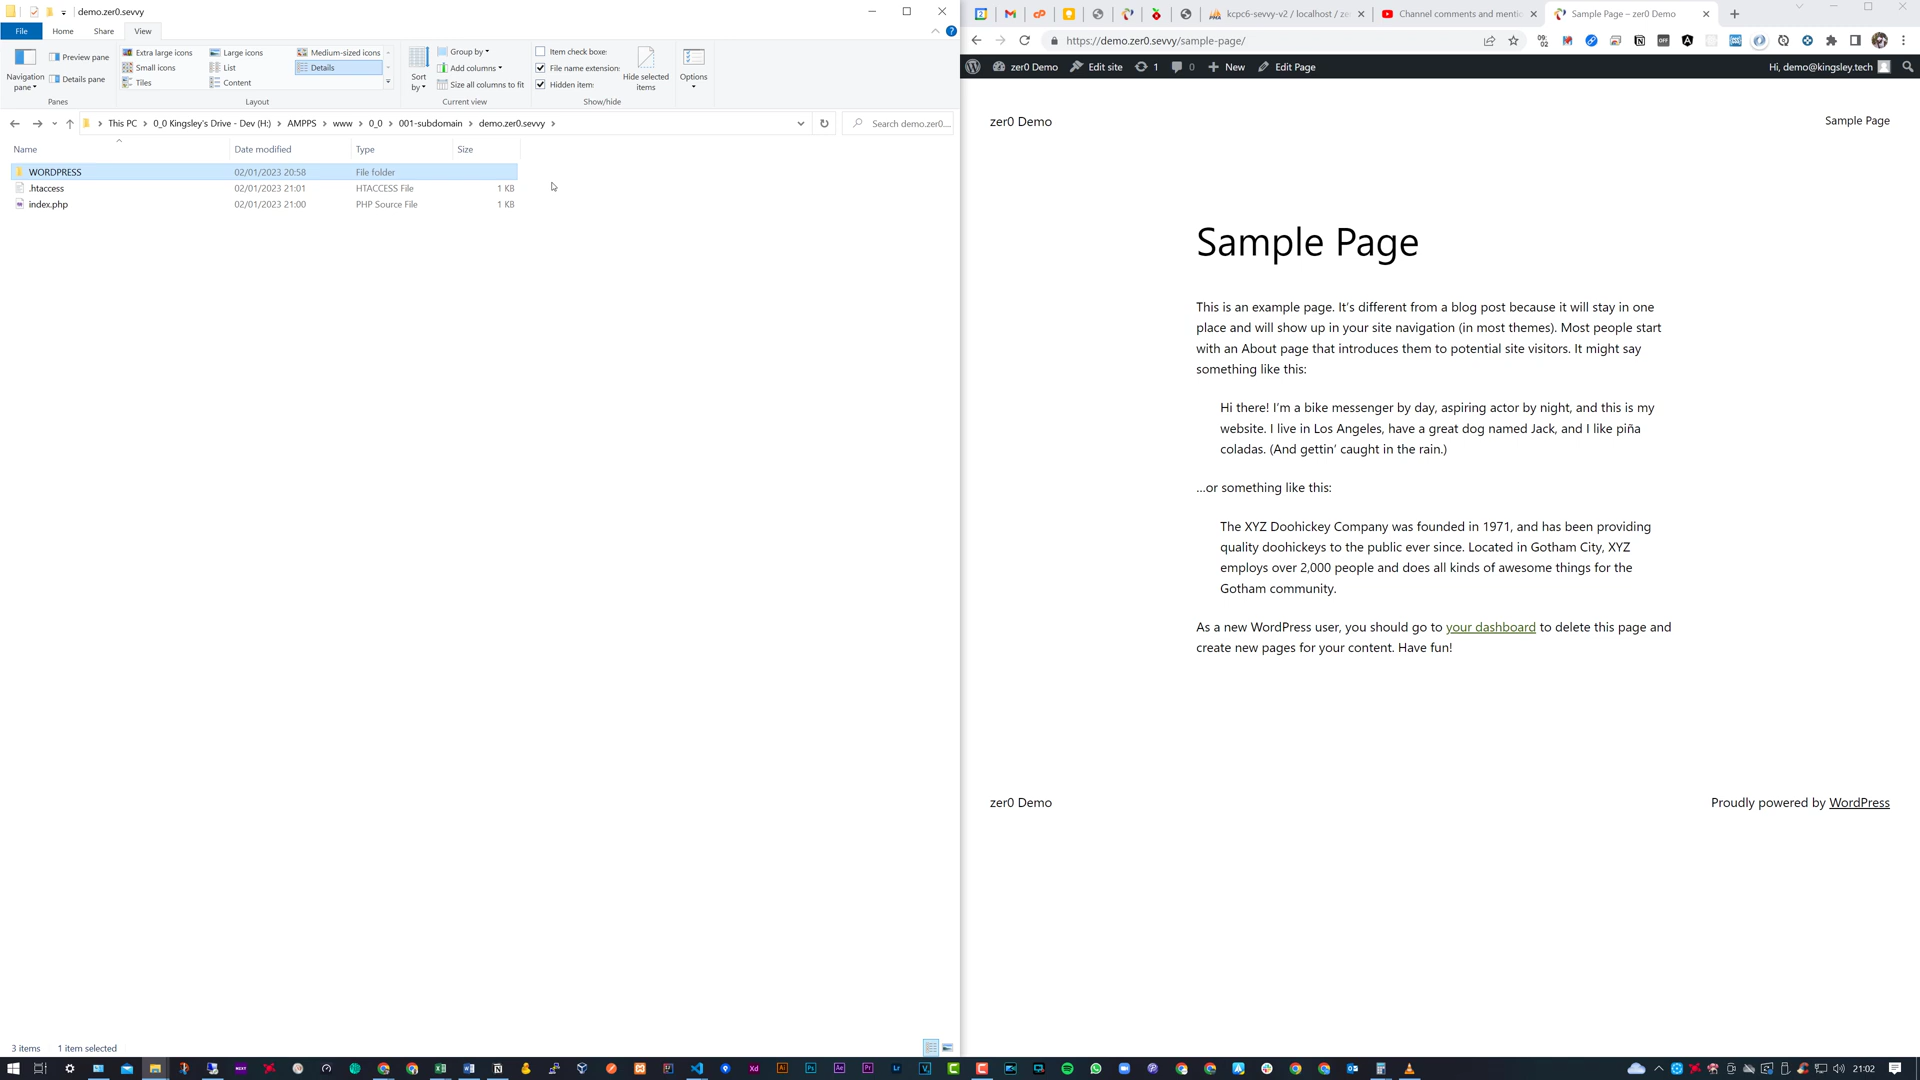 demo.zer0.sevvy
File
Home
Share
View
Navigation pane
Preview pane
Details pane
Panes
Extra large icons
Large icons
Medium-sized icons
Small icons
List
Details
Tiles
Content
Layout
Sort by
Group by
Add columns
Size all columns to fit
Current view
Item check boxe:
File name extension:
Hidden item:
Hide selected items
Show/hide
Options
This PC
0_0 Kingsley's Drive - Dev (H:)
AMPPS
www
0_0
001-subdomain
demo.zer0.sevvy
Search demo.zer0....
Name
Date modified
Type
Size
WORDPRESS 02/01/2023 20:58 File folder
.htaccess 02/01/2023 21:01 HTACCESS File 1 KB
index.php 02/01/2023 21:00 PHP Source File 1 KB
3 items
1 item selected
kcpc6-sevvy-v2 / localhost / ze
Channel comments and menti
Sample Page – zer0 Demo
https://demo.zer0.sevvy/sample-page/
zer0 Demo
Edit site
1
0
New
Edit Page
Hi, demo@kingsley.tech
zer0 Demo
Sample Page
Sample Page
This is an example page. It's different from a blog post because it will stay in one
place and will show up in your site navigation (in most themes). Most people start
with an About page that introduces them to potential site visitors. It might say
something like this:
Hi there! I'm a bike messenger by day, aspiring actor by night, and this is my
website. I live in Los Angeles, have a great dog named Jack, and I like piña
coladas. (And gettin' caught in the rain.)
...or something like this:
The XYZ Doohickey Company was founded in 1971, and has been providing
quality doohickeys to the public ever since. Located in Gotham City, XYZ
employs over 2,000 people and does all kinds of awesome things for the
Gotham community.
As a new WordPress user, you should go to your dashboard to delete this page and
create new pages for your content. Have fun!
zer0 Demo
Proudly powered by WordPress
21:02